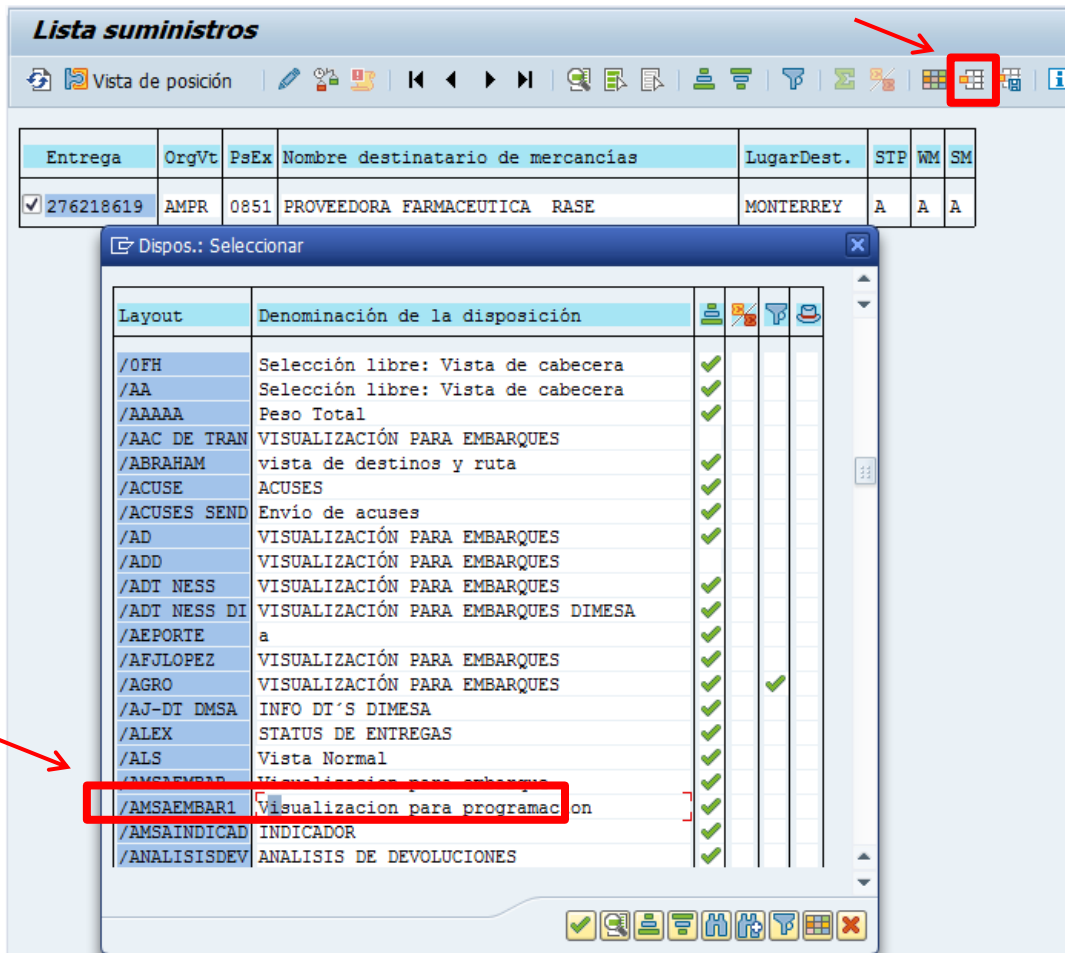 Lista suministros
Vista de posición
Entrega OrgVt PsEx Nombre destinatario de mercancías LugarDest. STP WM SM
276218619 AMPR 0851 PROVEEDORA FARMACEUTICA RASE MONTERREY A A A
Dispos.: Seleccionar
Layout Denominación de la disposición
/0FH Selección libre: Vista de cabecera
/AA Selección libre: Vista de cabecera
/AAAAA Peso Total
/AAC DE TRAN VISUALIZACIÓN PARA EMBARQUES
/ABRAHAM vista de destinos y ruta
/ACUSE ACUSES
/ACUSES SEND Envío de acuses
/AD VISUALIZACIÓN PARA EMBARQUES
/ADD VISUALIZACIÓN PARA EMBARQUES
/ADT NESS VISUALIZACIÓN PARA EMBARQUES
/ADT NESS DI VISUALIZACIÓN PARA EMBARQUES DIMESA
/AEPORTE a
/AFJLOPEZ VISUALIZACIÓN PARA EMBARQUES
/AGRO VISUALIZACIÓN PARA EMBARQUES
/AJ-DT DMSA INFO DT´S DIMESA
/ALEX STATUS DE ENTREGAS
/ALS Vista Normal
/AMSAEMBAR Visualizacion para embarque
/AMSAEMBAR1 Visualizacion para programacion
/AMSAINDICAD INDICADOR
/ANALISISDEV ANALISIS DE DEVOLUCIONES